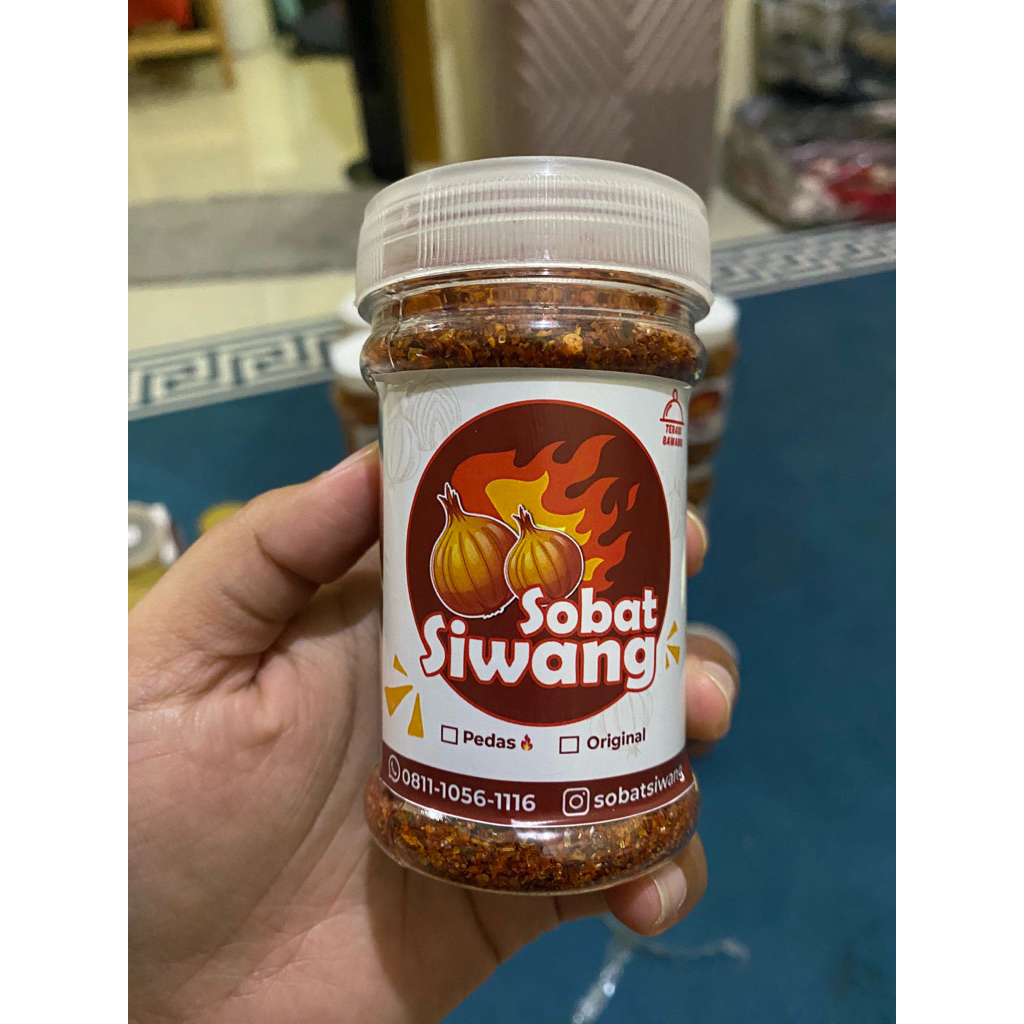 Sobat
Siwang
Pedas
Original
0811-1056-1116
sobatsiwang